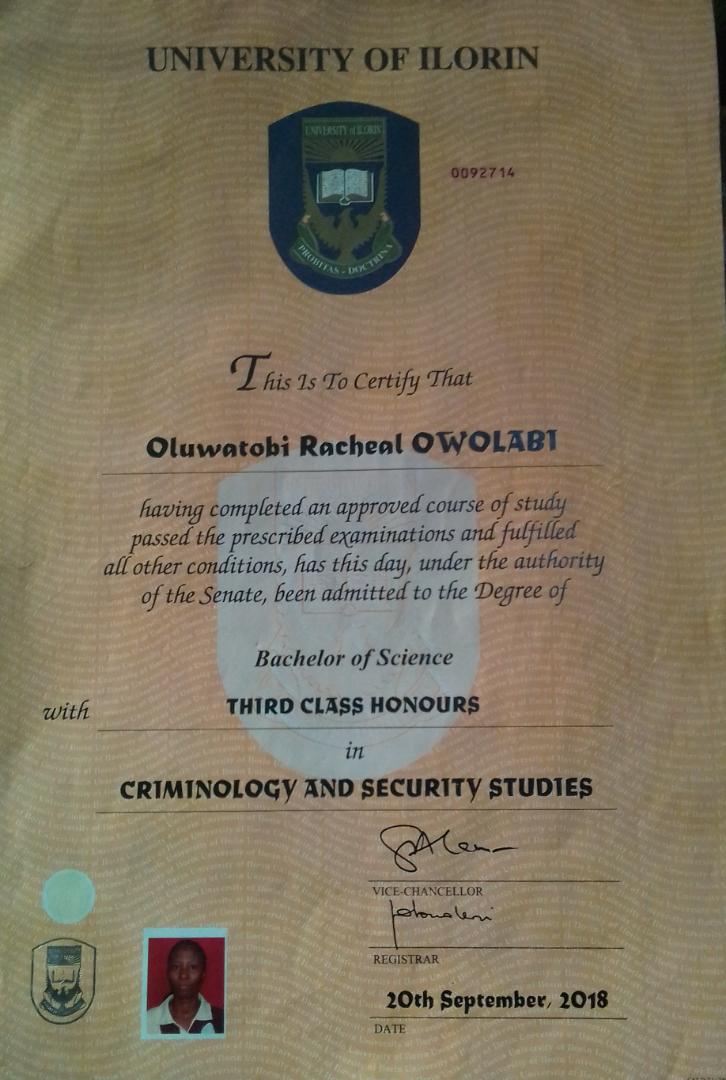 UNIVERSITY OF ILORIN
UNIVERSITY of ILORIN
PROBITAS - DOCTRINA
0092714
This Is To Certify That
Oluwatobi Racheal OWOLABI
having completed an approved course of study
passed the prescribed examinations and fulfilled
all other conditions, has this day, under the authority
of the Senate, been admitted to the Degree of
Bachelor of Science
with THIRD CLASS HONOURS
in
CRIMINOLOGY AND SECURITY STUDIES
VICE-CHANCELLOR
REGISTRAR
20th September, 2018
DATE